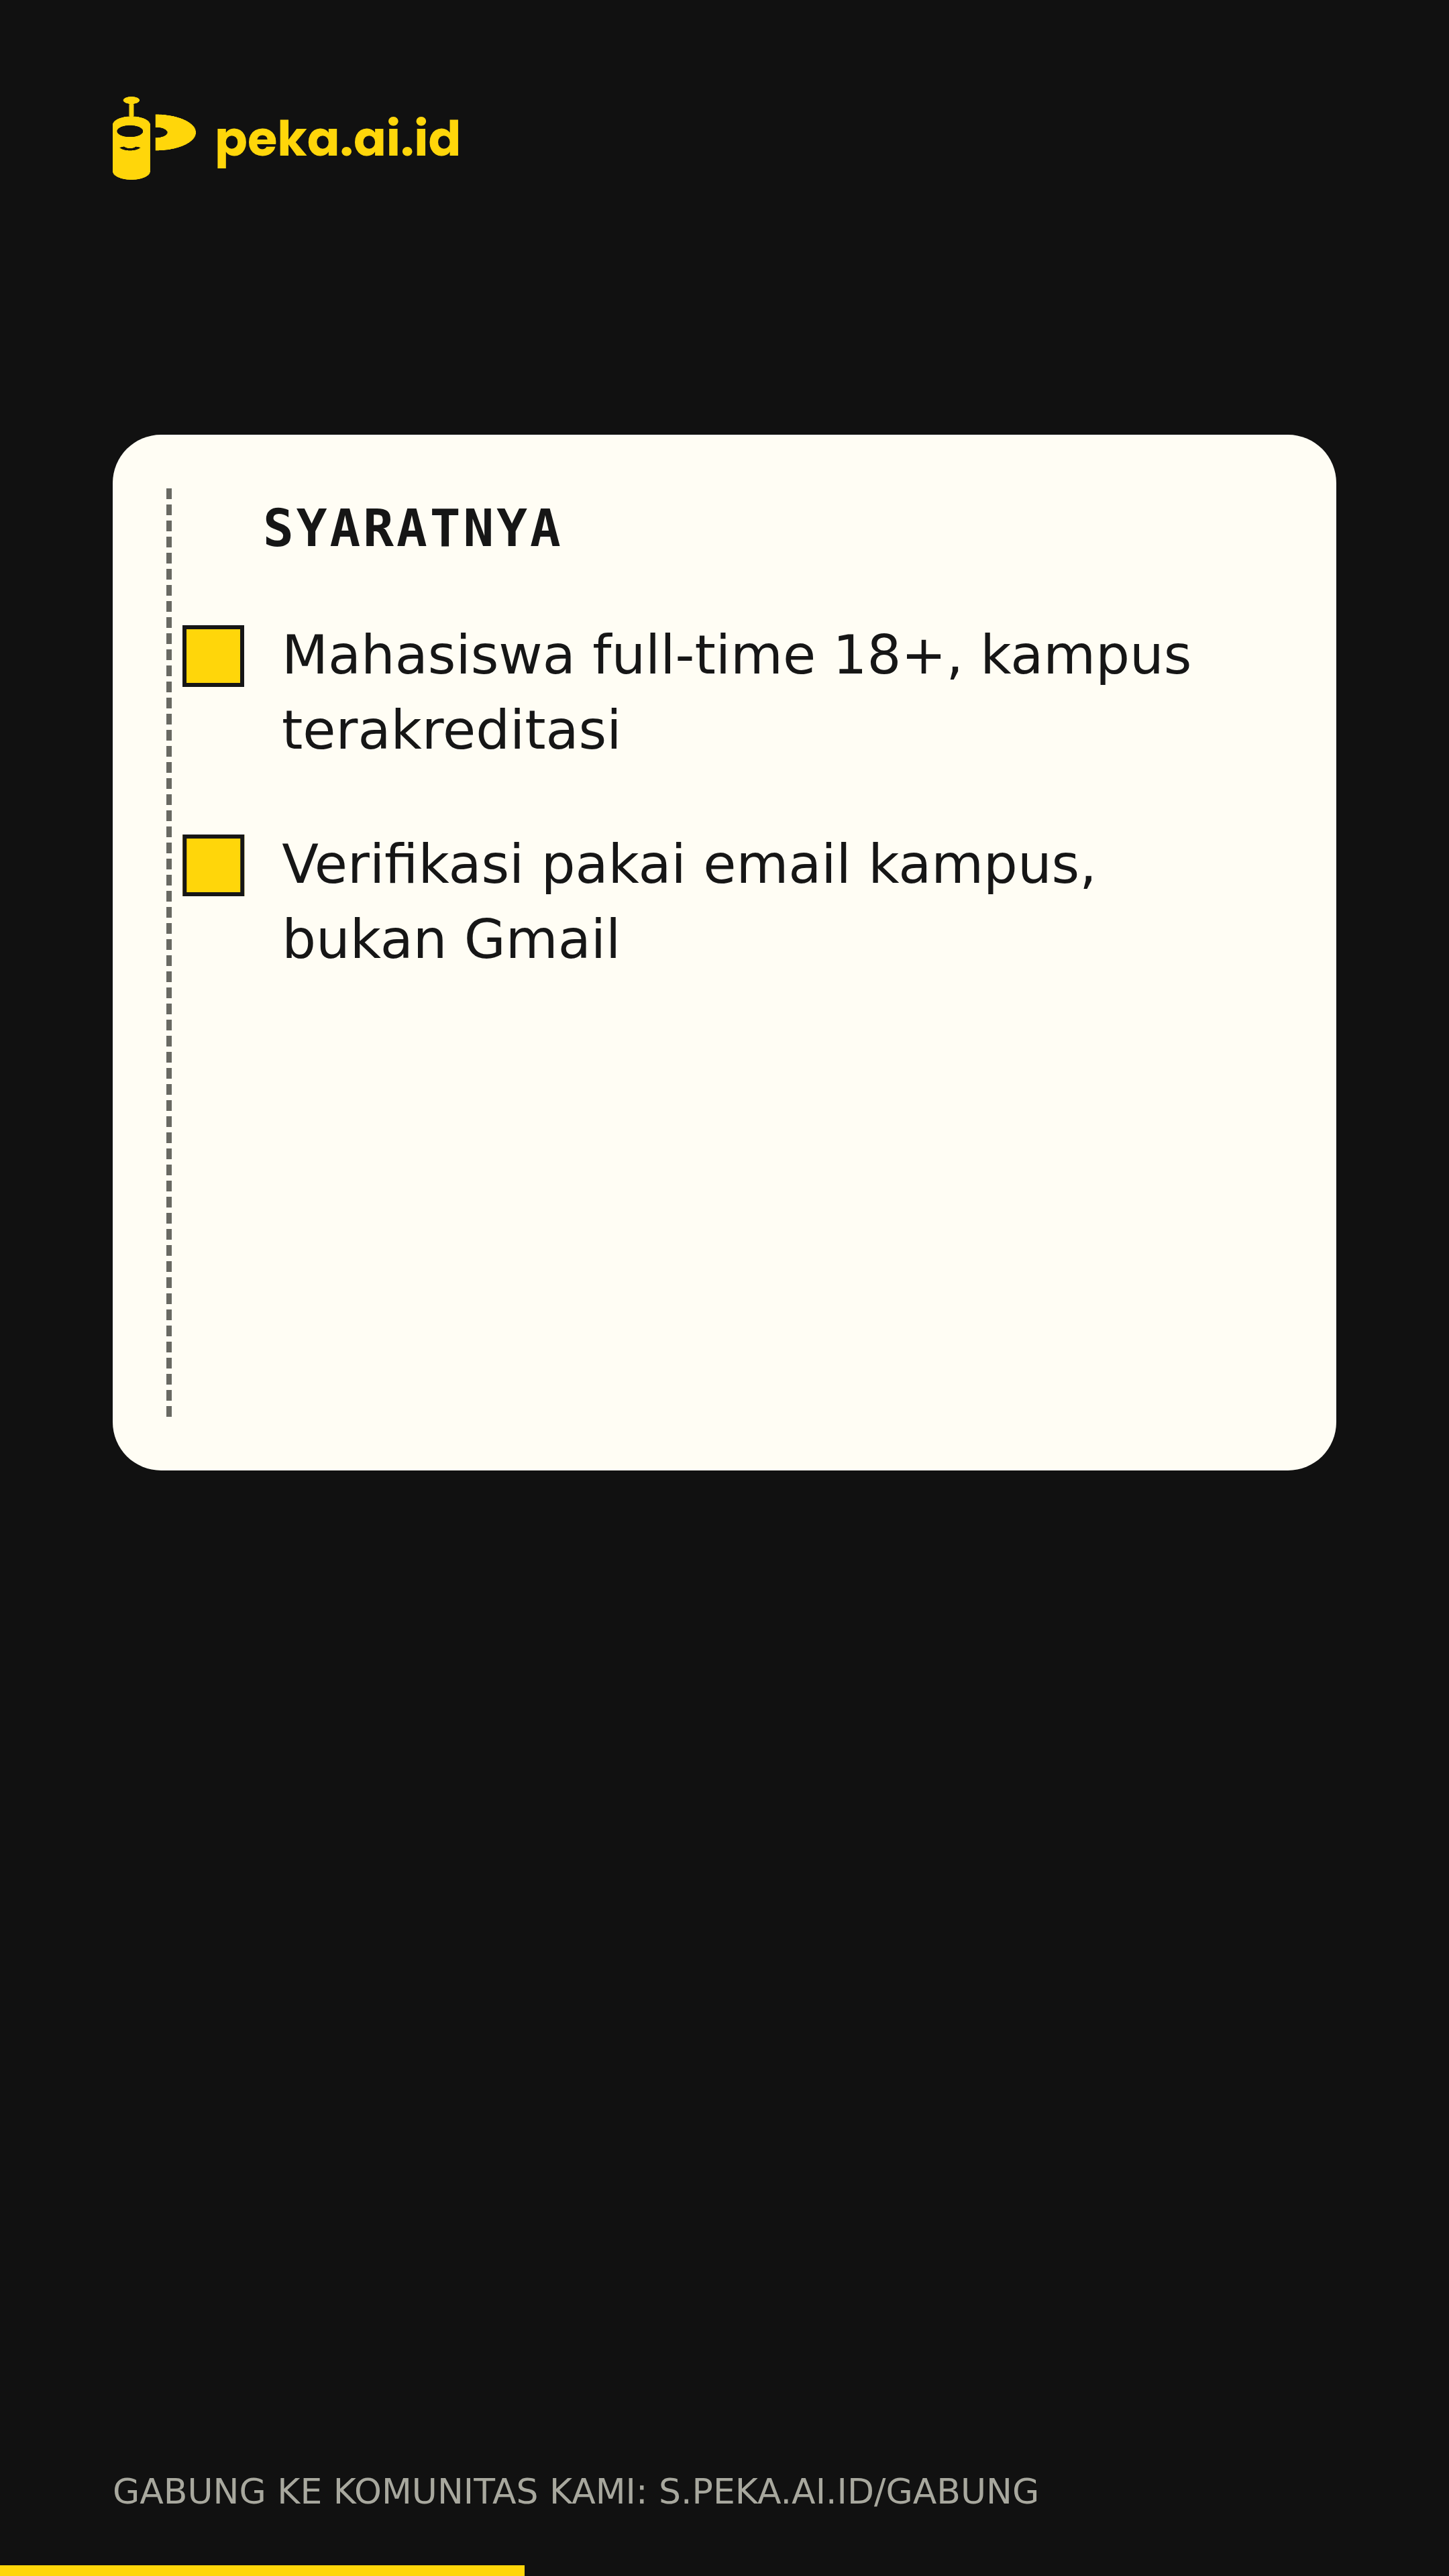 peka.ai.id
SYARATNYA
Mahasiswa full-time 18+, kampus
terakreditasi
Verifikasi pakai email kampus,
bukan Gmail
GABUNG KE KOMUNITAS KAMI: S.PEKA.AI.ID/GABUNG